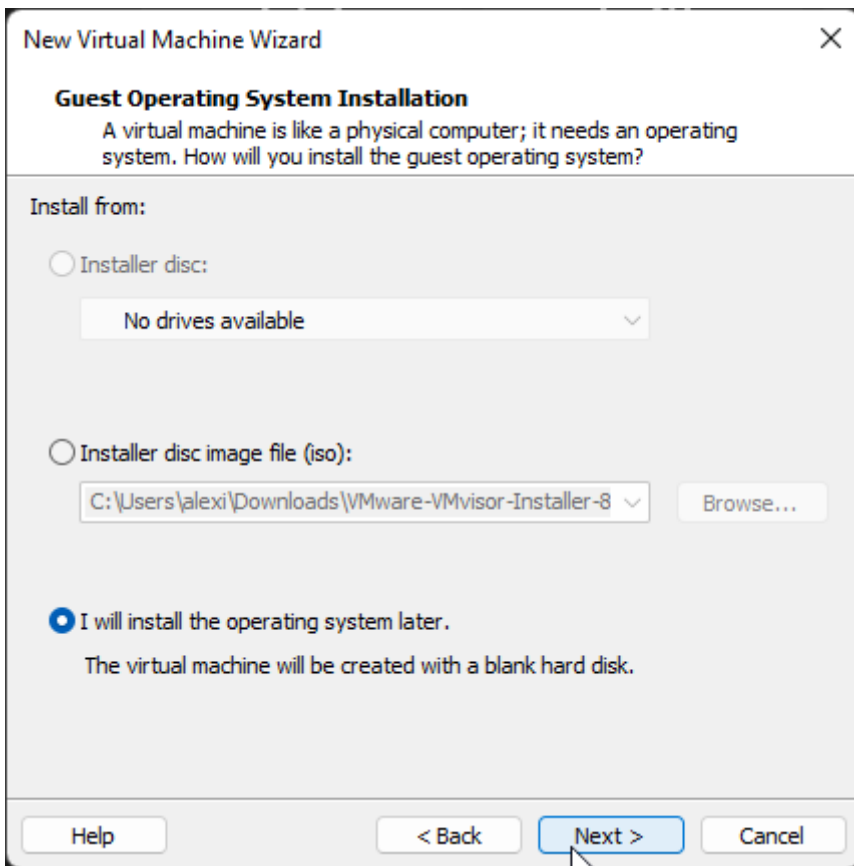 New Virtual Machine Wizard
Guest Operating System Installation
A virtual machine is like a physical computer; it needs an operating
system. How will you install the guest operating system?
Install from:
Installer disc:
No drives available
Installer disc image file (iso):
C:\Users\alexi\Downloads\VMware-VMvisor-Installer-8
Browse...
I will install the operating system later.
The virtual machine will be created with a blank hard disk.
Help
< Back
Next >
Cancel